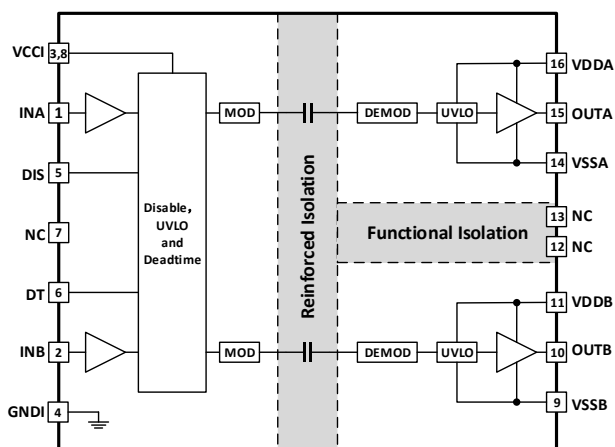 VCCI 3,8
INA 1
DIS 5
NC 7
DT 6
INB 2
GNDI 4
Disable,
UVLO
and
Deadtime
MOD
MOD
Reinforced Isolation
DEMOD
UVLO
Functional Isolation
DEMOD
UVLO
16 VDDA
15 OUTA
14 VSSA
13 NC
12 NC
11 VDDB
10 OUTB
9 VSSB